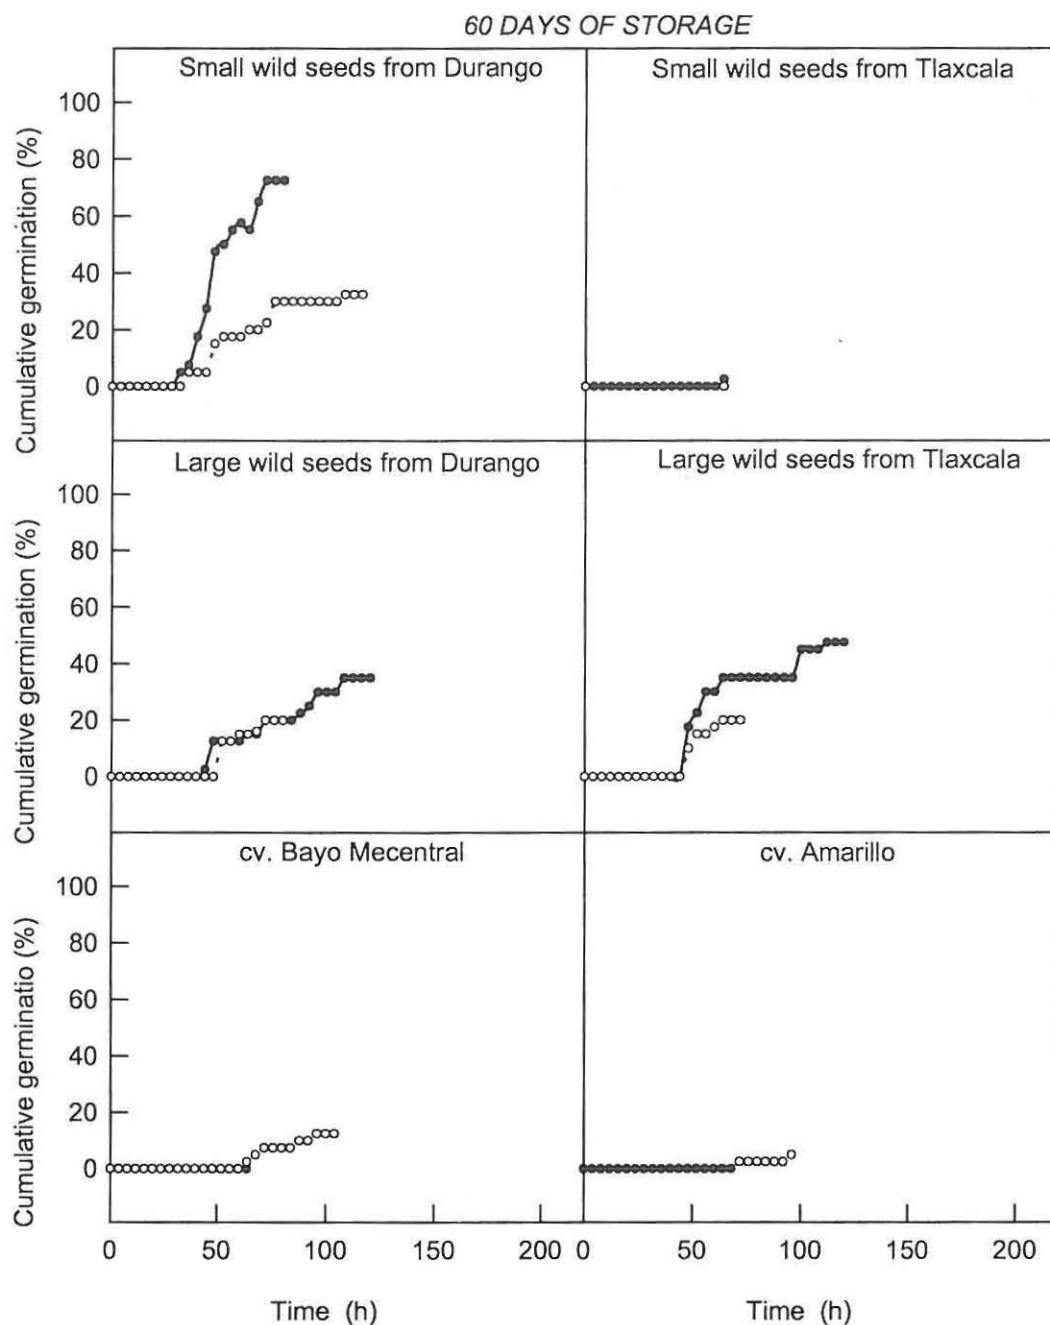 60 DAYS OF STORAGE
Small wild seeds from Durango
Small wild seeds from Tlaxcala
Cumulative germination (%)
100
80
60
40
20
0
Large wild seeds from Durango
Large wild seeds from Tlaxcala
Cumulative germination (%)
100
80
60
40
20
0
cv. Bayo Mecentral
cv. Amarillo
Cumulative germinatio (%)
100
80
60
40
20
0
0 50 100 150 200 0 50 100 150 200
Time (h) Time (h)